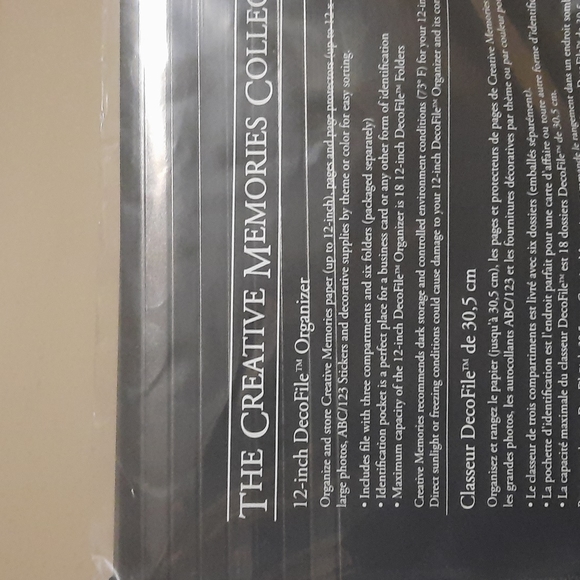 THE CREATIVE MEMORIES COLLEC
12-inch DecoFile™ Organizer
Organize and store Creative Memories paper (up to 12-inch), pages and page protectors (up to 12 x
large photos, ABC/123 Stickers and decorative supplies by theme or color for easy sorting.
• Includes file with three compartments and six folders (packaged separately)
• Identification pocket is a perfect place for a business card or any other form of identification
• Maximum capacity of the 12-inch DecoFile™ Organizer is 18 12-inch DecoFile™ Folders
Creative Memories recommends dark storage and controlled environment conditions (73° F) for your 12-in
Direct sunlight or freezing conditions could cause damage to your 12-inch DecoFile™ Organizer and its con
Classeur DecoFile™ de 30,5 cm
Organisez et rangez le papier (jusqu'à 30,5 cm), les pages et protecteurs de pages de Creative Memories
les grandes photos, les autocollants ABC/123 et les fournitures décoratives par thème ou par couleur pou
• Le classeur de trois compartiments est livré avec six dossiers (emballés séparément).
• La pochette d'identification est l'endroit parfait pour une carte d'affaire ou toute autre forme d'identifi
• La capacité maximale du classeur DecoFile™ est 18 dossiers DecoFile™ de 30,5 cm.
le rangement dans un endroit som